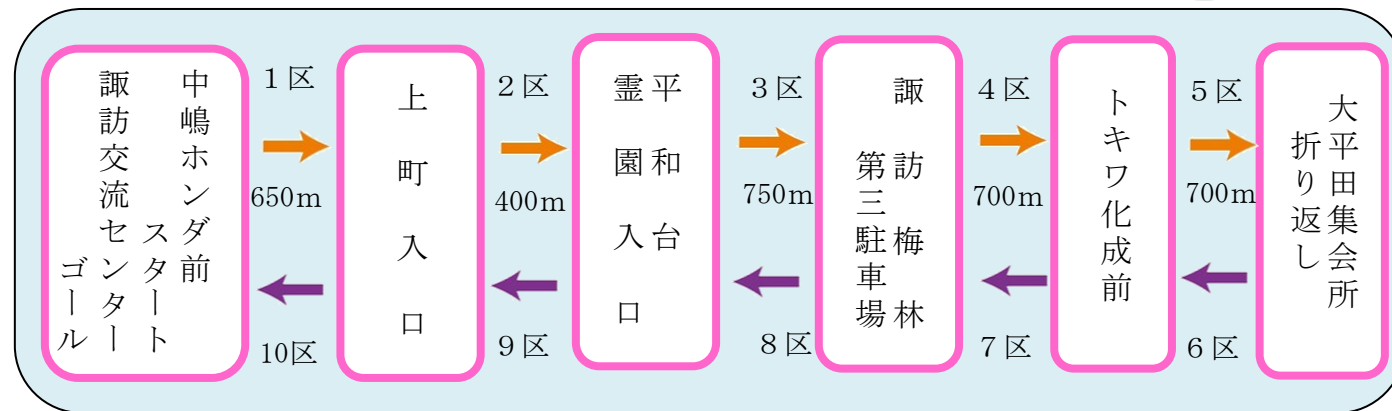 中嶋ホンダ前
スタート
諏訪交流センター
ゴール
1区
650m
10区
上町入口
2区
400m
9区
平和台
霊園入口
3区
750m
8区
諏訪梅林
第三駐車場
4区
700m
7区
トキワ化成前
5区
700m
6区
大平田集会所
折り返し